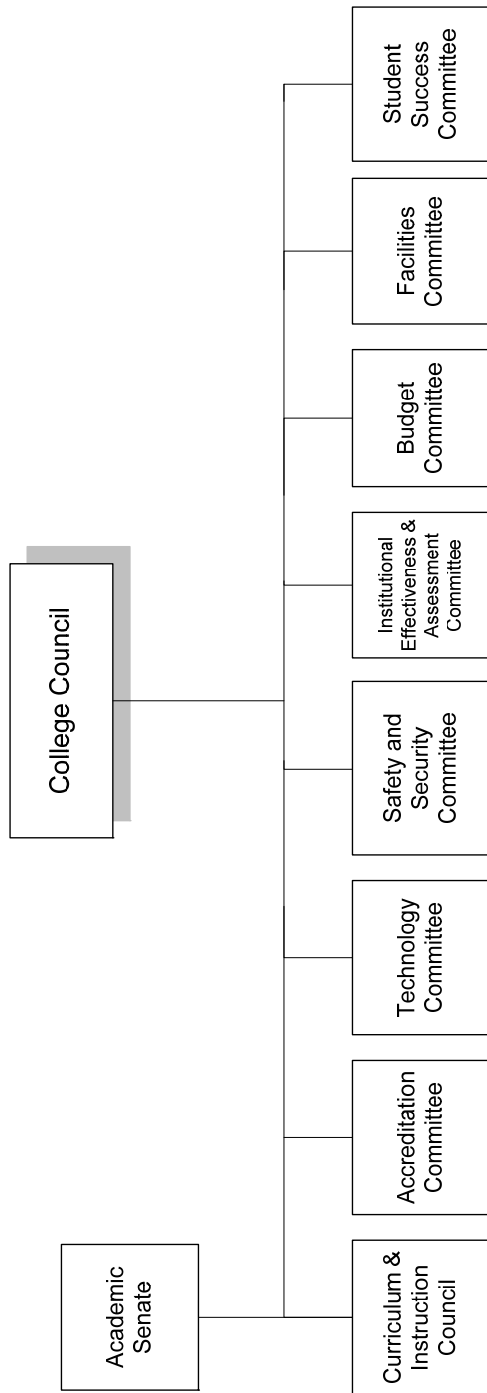 College Council
Academic
Senate
Curriculum &
Instruction
Council
Accreditation
Committee
Technology
Committee
Safety and
Security
Committee
Institutional
Effectiveness &
Assessment
Committee
Budget
Committee
Facilities
Committee
Student
Success
Committee